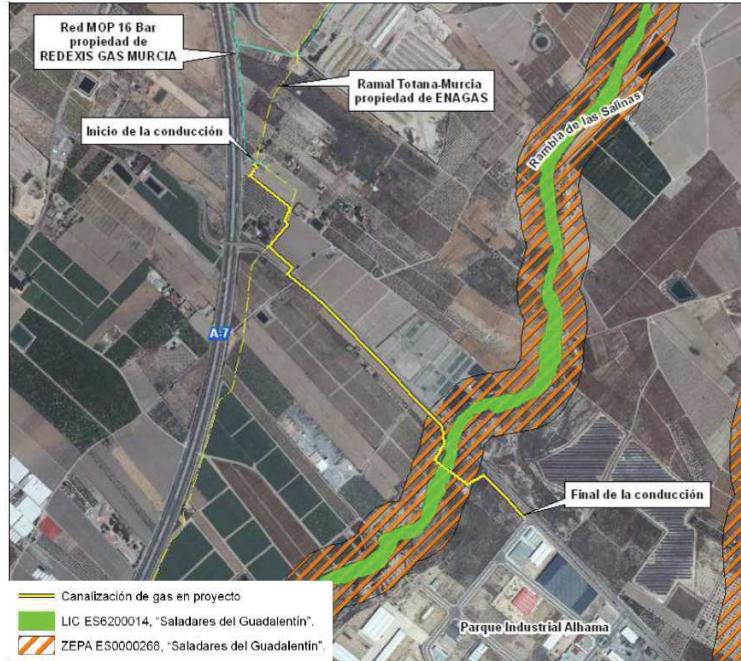 Red MOP 16 Bar
propiedad de
REDEXIS GAS MURCIA
Ramal Totana-Murcia
propiedad de ENAGAS
Inicio de la conducción
Rambla de las Salinas
A-7
Final de la conducción
Parque Industrial Alhama
Canalización de gas en proyecto
LIC ES6200014, "Saladares del Guadalentín".
ZEPA ES0000268, "Saladares del Guadalentín".